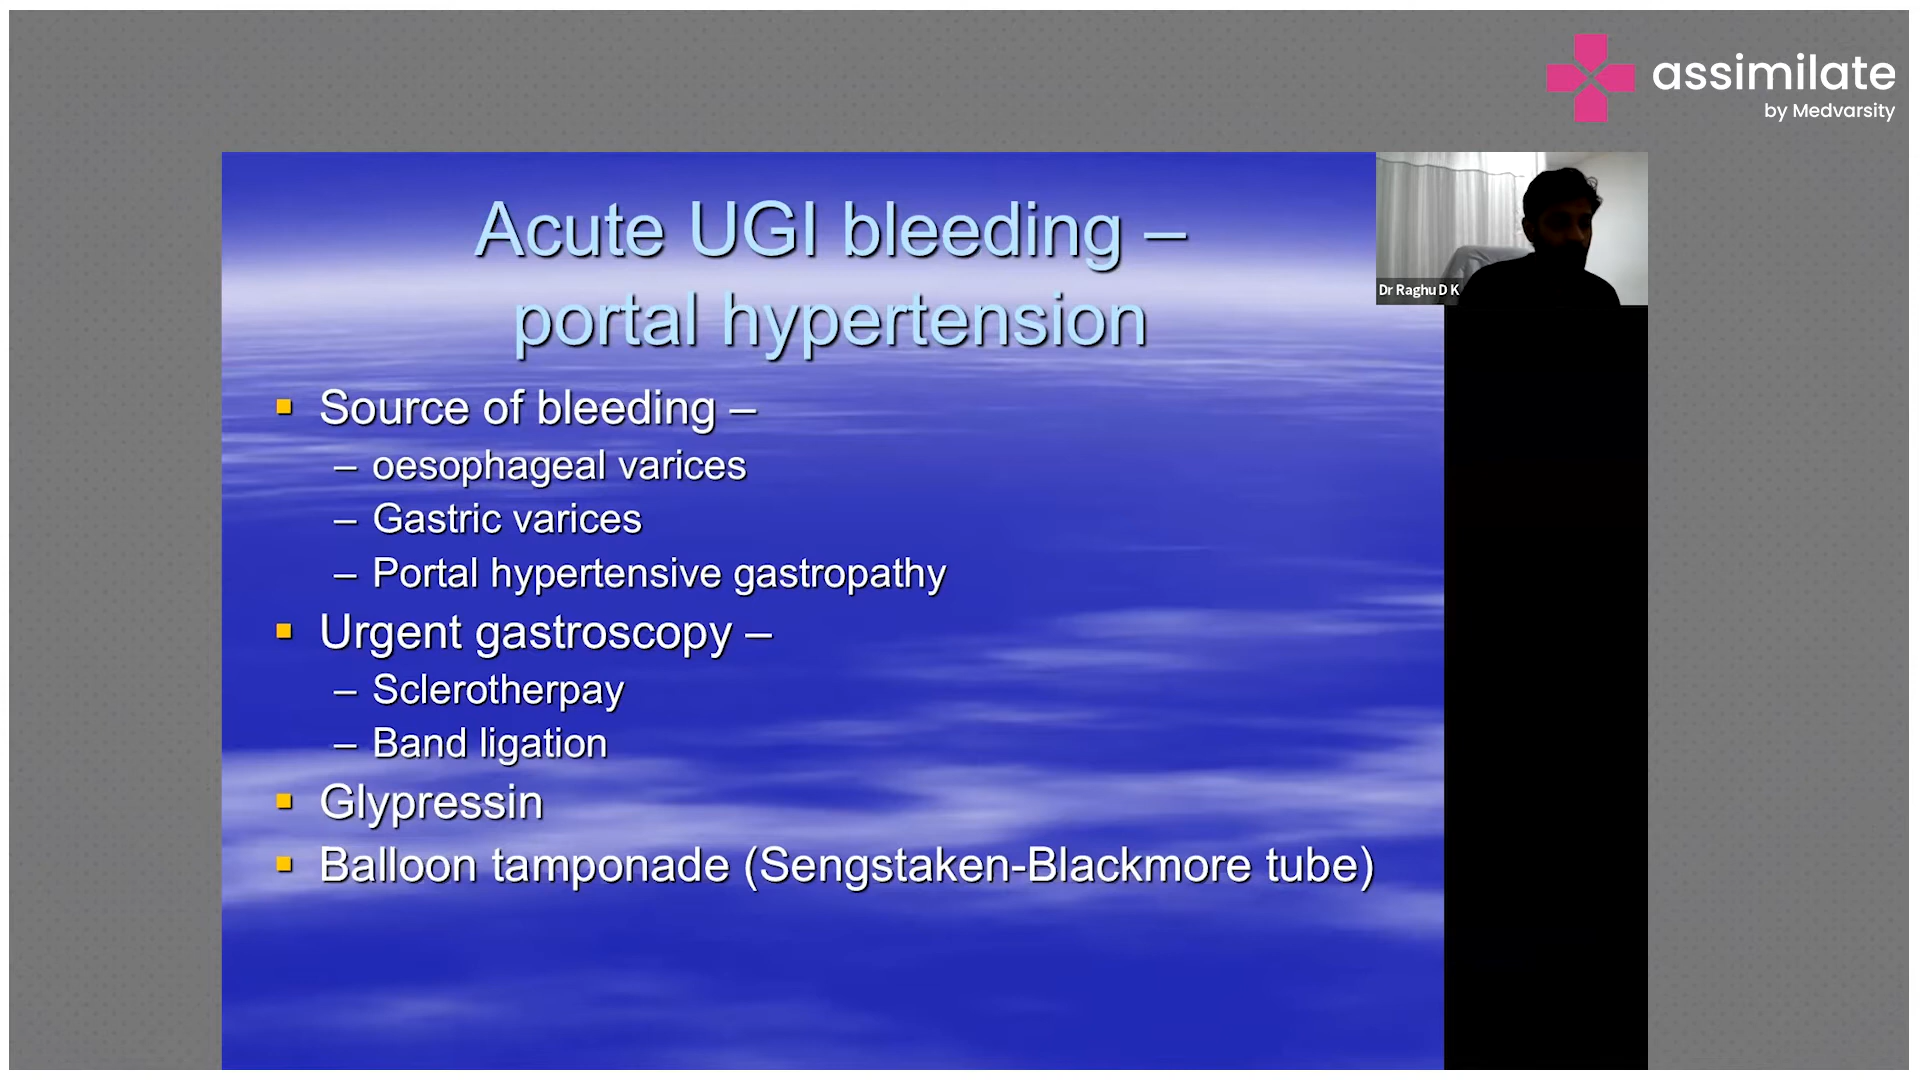 assimilate
by Medvarsity
Acute UGI bleeding –
portal hypertension
Dr Raghu D K
Source of bleeding –
– oesophageal varices
– Gastric varices
– Portal hypertensive gastropathy
Urgent gastroscopy –
– Sclerotherpay
– Band ligation
Glypressin
Balloon tamponade (Sengstaken-Blackmore tube)